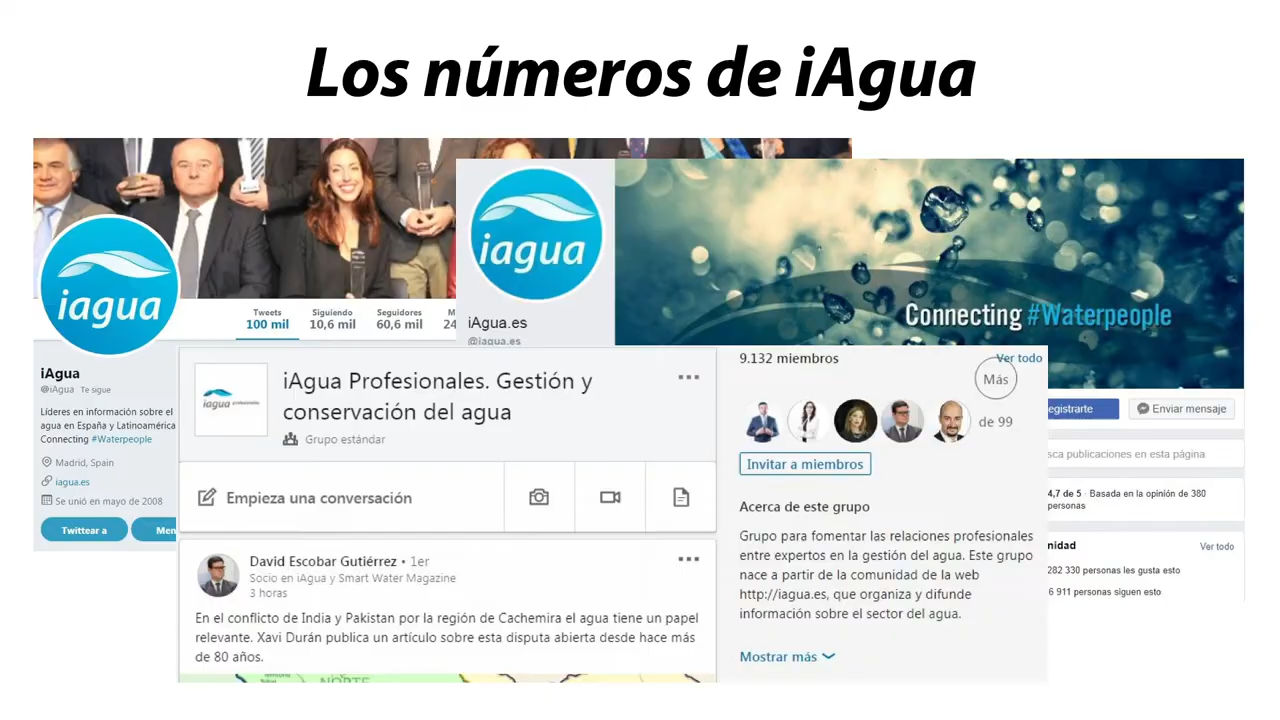 Los números de iAgua
iagua
Tweets
100 mil
Siguiendo
10,6 mil
Seguidores
60,6 mil
M
24
iAgua
@iAgua Te sigue
Líderes en información sobre el
agua en España y Latinoamérica
Connecting #Waterpeople
Madrid, Spain
iagua.es
Se unió en mayo de 2008
Twittear a
Men
iagua
iAgua.es
@iagua.es
Connecting #Waterpeople
iagua profesionales
iAgua Profesionales. Gestión y
conservación del agua
Grupo estándar
Empieza una conversación
David Escobar Gutiérrez • 1er
Socio en iAgua y Smart Water Magazine
3 horas
En el conflicto de India y Pakistan por la región de Cachemira el agua tiene un papel
relevante. Xavi Durán publica un artículo sobre esta disputa abierta desde hace más
de 80 años.
NORTE
9.132 miembros
Ver todo
Más
de 99
Invitar a miembros
Acerca de este grupo
Grupo para fomentar las relaciones profesionales
entre expertos en la gestión del agua. Este grupo
nace a partir de la comunidad de la web
http://iagua.es, que organiza y difunde
información sobre el sector del agua.
Mostrar más
egistrarte
Enviar mensaje
sca publicaciones en esta página
4,7 de 5 · Basada en la opinión de 380
personas
nidad
Ver todo
282 330 personas les gusta esto
6 911 personas siguen esto